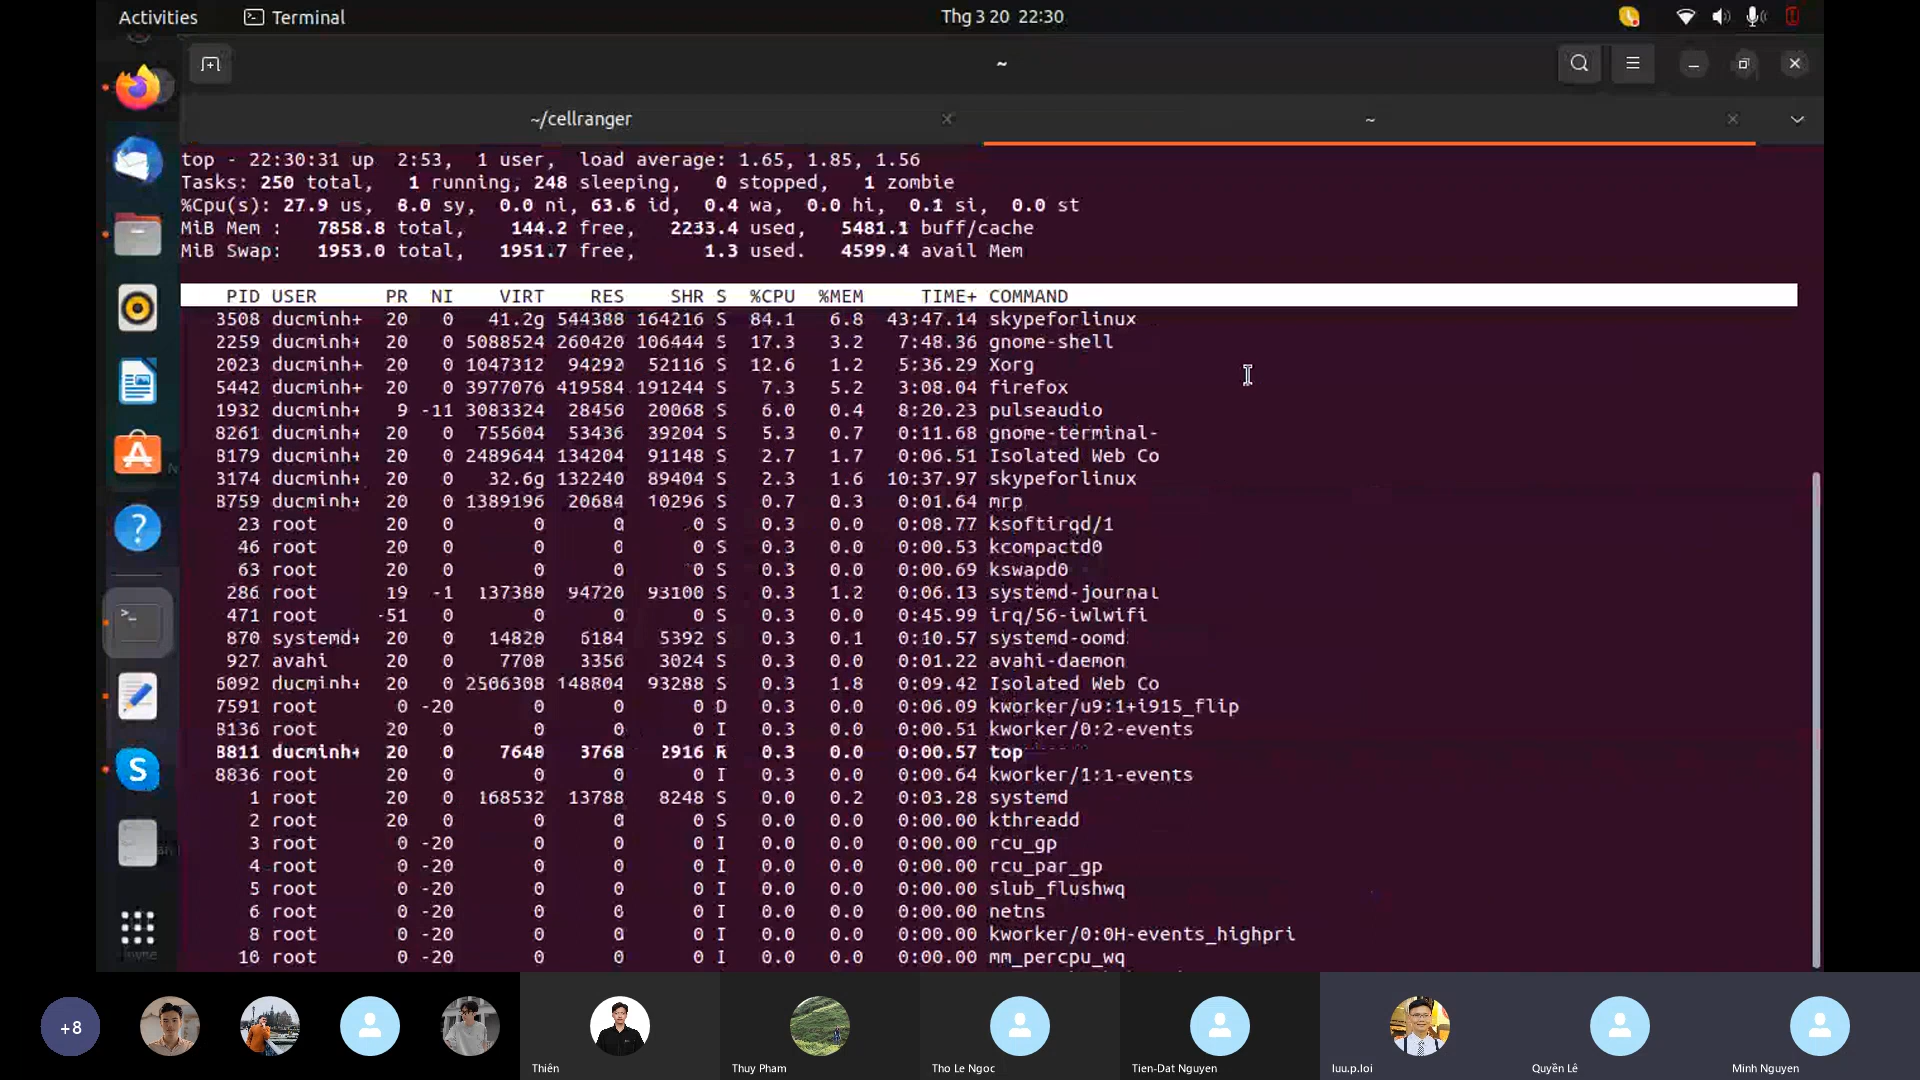 Activities
Terminal
Thg 3 20 22:30
~
~/cellranger
~
top - 22:30:31 up 2:53, 1 user, load average: 1.65, 1.85, 1.56
Tasks: 250 total, 1 running, 248 sleeping, 0 stopped, 1 zombie
%Cpu(s): 27.9 us, 8.0 sy, 0.0 ni, 63.6 id, 0.4 wa, 0.0 hi, 0.1 si, 0.0 st
MiB Mem : 7858.8 total, 144.2 free, 2233.4 used, 5481.1 buff/cache
MiB Swap: 1953.0 total, 1951.7 free, 1.3 used. 4599.4 avail Mem
PID USER PR NI VIRT RES SHR S %CPU %MEM TIME+ COMMAND
3508 ducminh+ 20 0 41.2g 544388 164216 S 84.1 6.8 43:47.14 skypeforlinux
2259 ducminh+ 20 0 5088524 260420 106444 S 17.3 3.2 7:48.36 gnome-shell
2023 ducminh+ 20 0 1047312 94292 52116 S 12.6 1.2 5:36.29 Xorg
5442 ducminh+ 20 0 3977076 419584 191244 S 7.3 5.2 3:08.04 firefox
1932 ducminh+ 9 -11 3083324 28456 20068 S 6.0 0.4 8:20.23 pulseaudio
8261 ducminh+ 20 0 755604 53436 39204 S 5.3 0.7 0:11.68 gnome-terminal-
8179 ducminh+ 20 0 2489644 134204 91148 S 2.7 1.7 0:06.51 Isolated Web Co
3174 ducminh+ 20 0 32.6g 132240 89404 S 2.3 1.6 10:37.97 skypeforlinux
8759 ducminh+ 20 0 1389196 20684 10296 S 0.7 0.3 0:01.64 mrp
23 root 20 0 0 0 0 S 0.3 0.0 0:08.77 ksoftirqd/1
46 root 20 0 0 0 0 S 0.3 0.0 0:00.53 kcompactd0
63 root 20 0 0 0 0 S 0.3 0.0 0:00.69 kswapd0
286 root 19 -1 137380 94720 93100 S 0.3 1.2 0:06.13 systemd-journal
471 root -51 0 0 0 0 S 0.3 0.0 0:45.99 irq/56-iwlwifi
870 systemd+ 20 0 14820 6184 5392 S 0.3 0.1 0:10.57 systemd-oomd
927 avahi 20 0 7708 3356 3024 S 0.3 0.0 0:01.22 avahi-daemon
6092 ducminh+ 20 0 2506308 148804 93288 S 0.3 1.8 0:09.42 Isolated Web Co
7591 root 0 -20 0 0 0 D 0.3 0.0 0:06.09 kworker/u9:1+i915_flip
8136 root 20 0 0 0 0 I 0.3 0.0 0:00.51 kworker/0:2-events
8811 ducminh+ 20 0 7648 3768 2916 R 0.3 0.0 0:00.57 top
8836 root 20 0 0 0 0 I 0.3 0.0 0:00.64 kworker/1:1-events
1 root 20 0 168532 13788 8248 S 0.0 0.2 0:03.28 systemd
2 root 20 0 0 0 0 S 0.0 0.0 0:00.00 kthreadd
3 root 0 -20 0 0 0 I 0.0 0.0 0:00.00 rcu_gp
4 root 0 -20 0 0 0 I 0.0 0.0 0:00.00 rcu_par_gp
5 root 0 -20 0 0 0 I 0.0 0.0 0:00.00 slub_flushwq
6 root 0 -20 0 0 0 I 0.0 0.0 0:00.00 netns
8 root 0 -20 0 0 0 I 0.0 0.0 0:00.00 kworker/0:0H-events_highpri
10 root 0 -20 0 0 0 I 0.0 0.0 0:00.00 mm_percpu_wq
+8
Thiên
Thuy Pham
Tho Le Ngoc
Tien-Dat Nguyen
luu.p.loi
Quyền Lê
Minh Nguyen